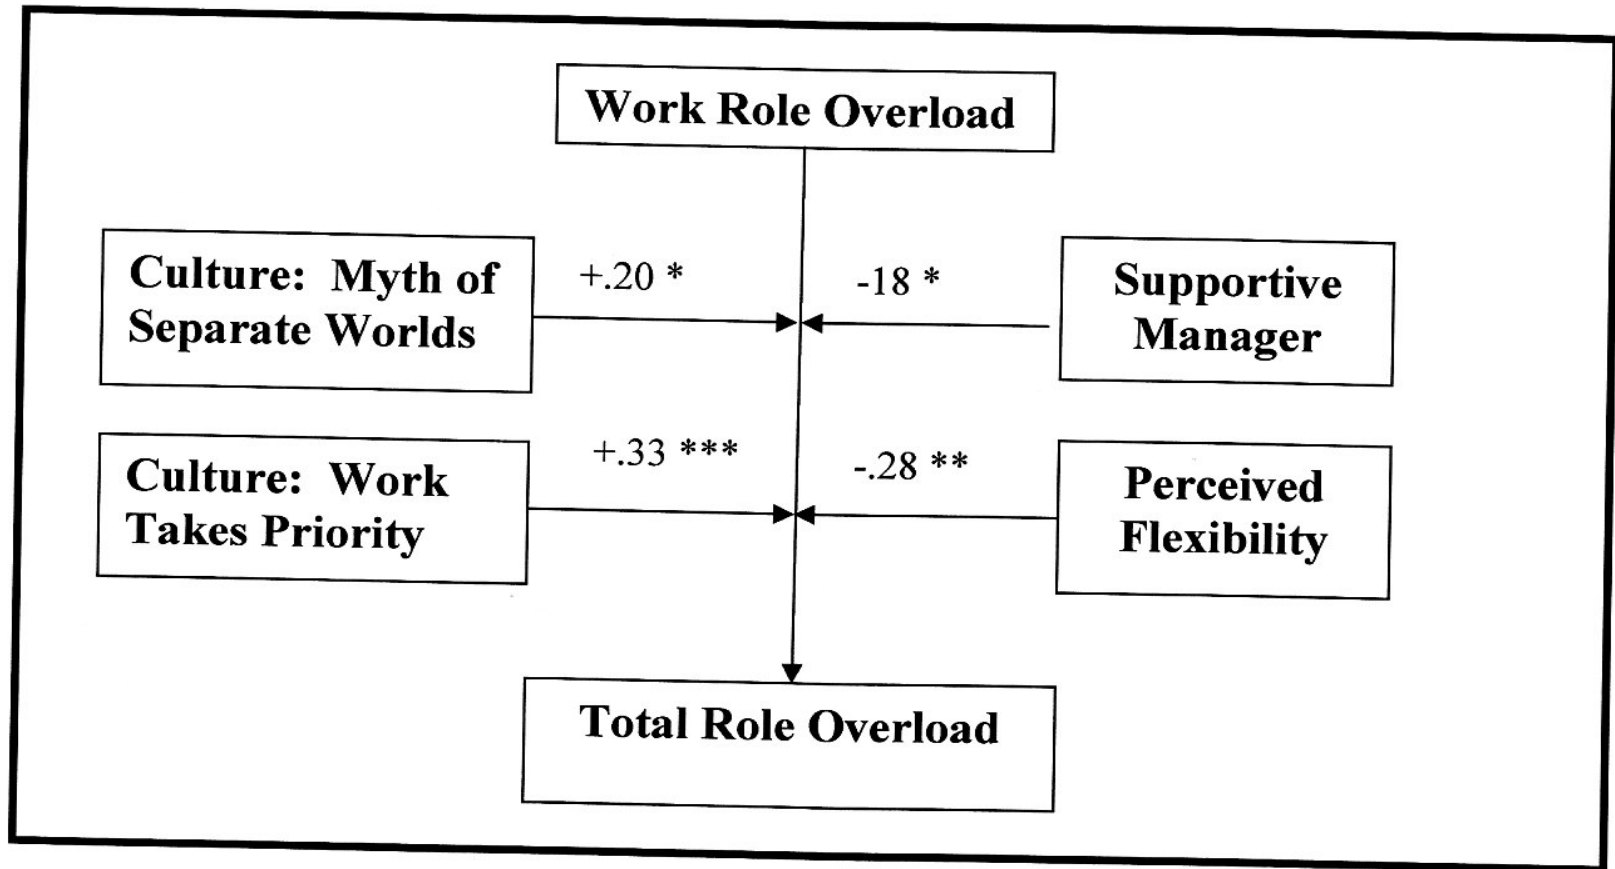 Work Role Overload
Culture: Myth of
Separate Worlds
+.20 *
-18 *
Supportive
Manager
Culture: Work
Takes Priority
+.33 ***
-.28 **
Perceived
Flexibility
Total Role Overload